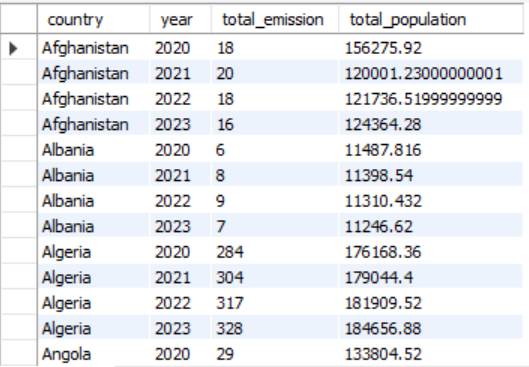 country year total_emission total_population
Afghanistan 2020 18 156275.92
Afghanistan 2021 20 120001.23000000001
Afghanistan 2022 18 121736.51999999999
Afghanistan 2023 16 124364.28
Albania 2020 6 11487.816
Albania 2021 8 11398.54
Albania 2022 9 11310.432
Albania 2023 7 11246.62
Algeria 2020 284 176168.36
Algeria 2021 304 179044.4
Algeria 2022 317 181909.52
Algeria 2023 328 184656.88
Angola 2020 29 133804.52